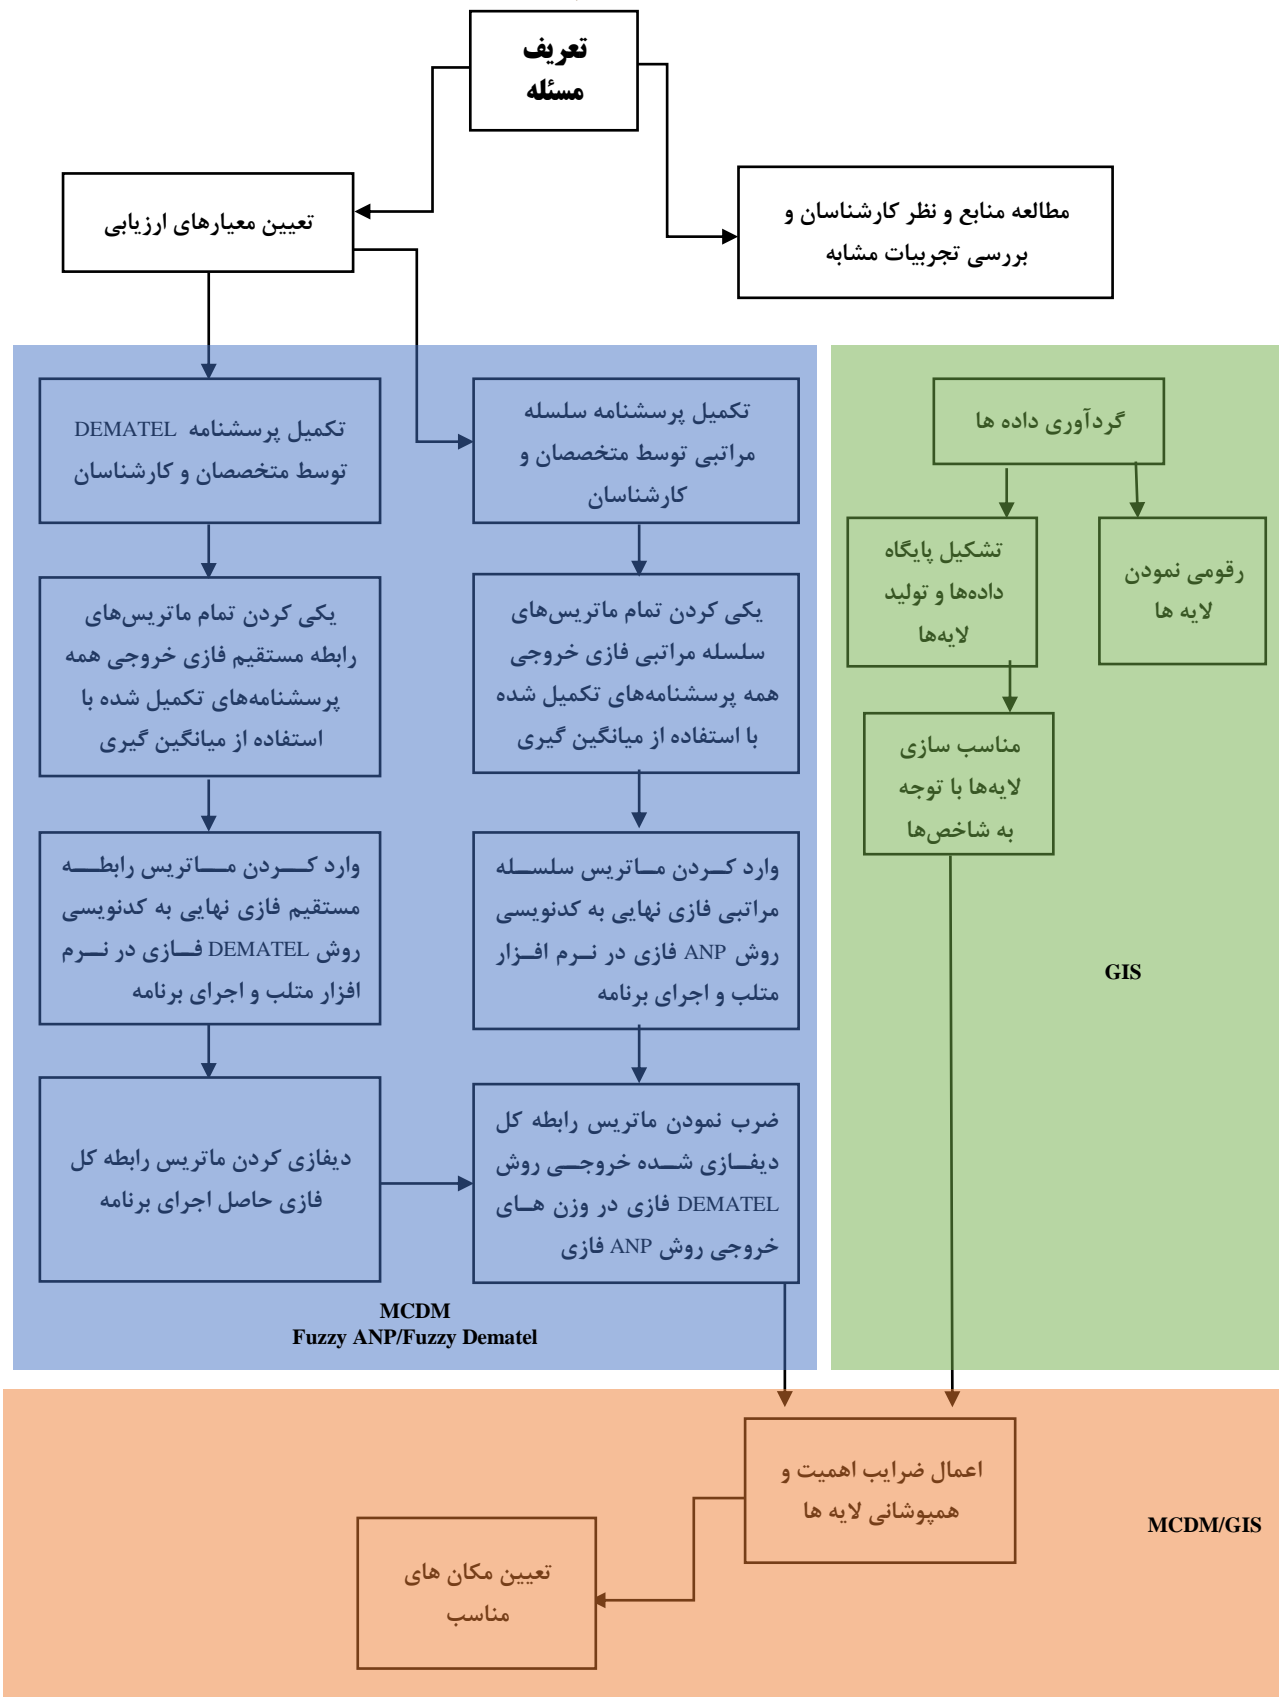 تعریف
مسئله
مطالعه منابع و نظر کارشناسان و
بررسی تجربیات مشابه
تعیین معیارهای ارزیابی
تکمیل پرسشنامه DEMATEL
توسط متخصصان و کارشناسان
یکی کردن تمام ماتریس‌های
رابطه مستقیم فازی خروجی همه
پرسشنامه‌های تکمیل شده با
استفاده از میانگین گیری
وارد کردن ماتریس رابطه
مستقیم فازی نهایی به کدنویسی
روش DEMATEL فازی در نرم
افزار متلب و اجرای برنامه
دیفازی کردن ماتریس رابطه کل
فازی حاصل اجرای برنامه
تکمیل پرسشنامه سلسله
مراتبی توسط متخصصان و
کارشناسان
یکی کردن تمام ماتریس‌های
سلسله مراتبی فازی خروجی
همه پرسشنامه‌های تکمیل شده
با استفاده از میانگین گیری
وارد کردن ماتریس سلسله
مراتبی فازی نهایی به کدنویسی
روش ANP فازی در نرم افزار
متلب و اجرای برنامه
ضرب نمودن ماتریس رابطه کل
دیفازی شده خروجی روش
DEMATEL فازی در وزن های
خروجی روش ANP فازی
MCDM
Fuzzy ANP/Fuzzy Dematel
گردآوری داده ها
رقومی نمودن
لایه ها
تشکیل پایگاه
داده‌ها و تولید
لایه‌ها
مناسب سازی
لایه‌ها با توجه
به شاخص‌ها
GIS
اعمال ضرایب اهمیت و
همپوشانی لایه ها
تعیین مکان های
مناسب
MCDM/GIS